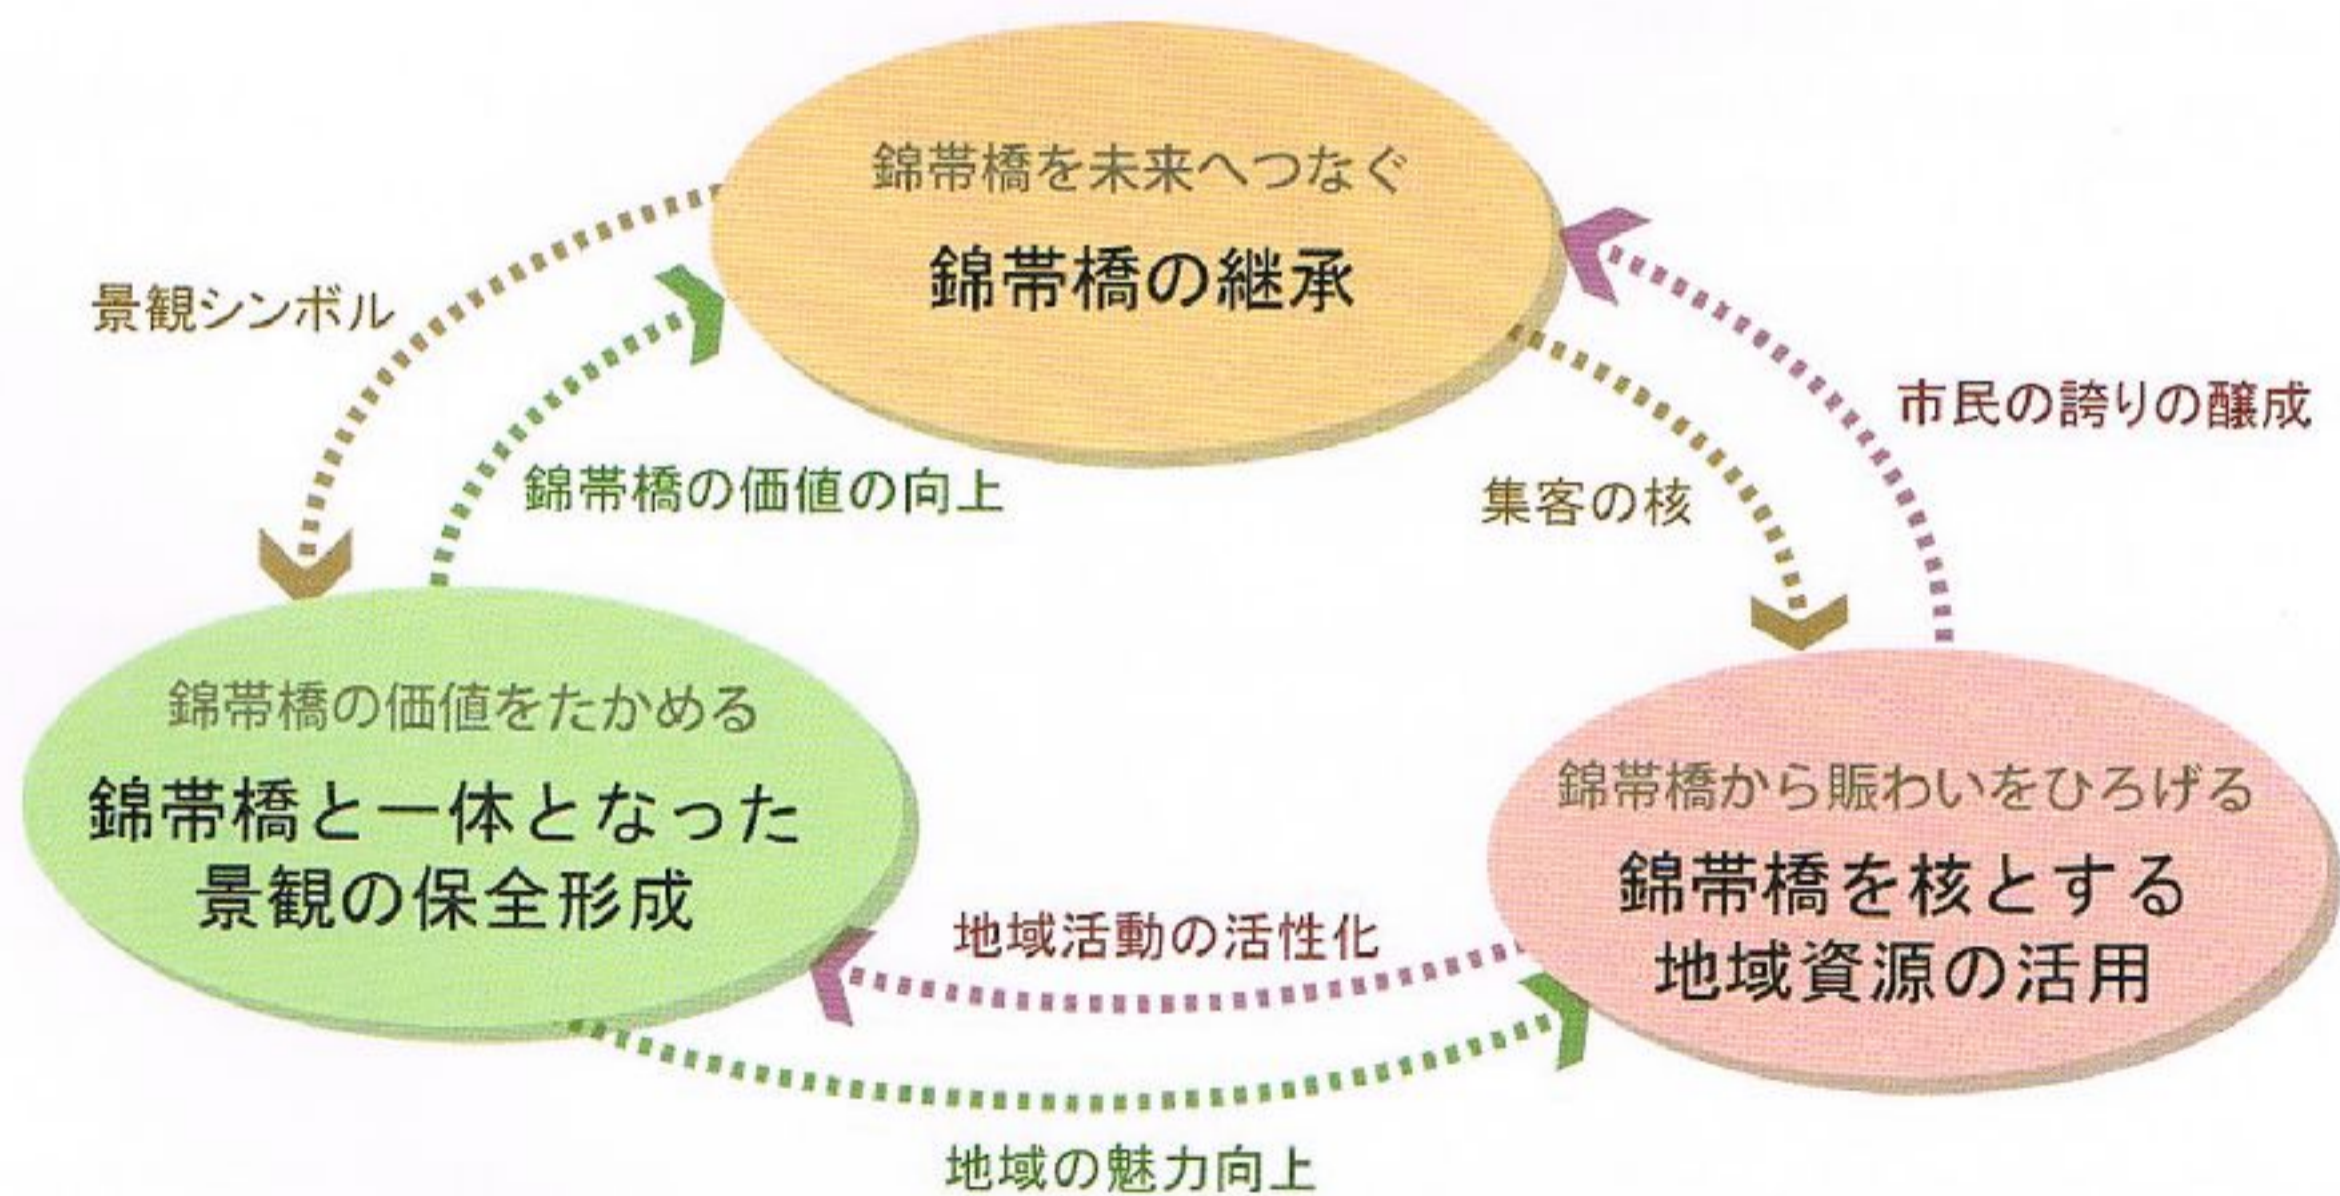 錦帯橋を未来へつなぐ
錦帯橋の継承
景観シンボル
市民の誇りの醸成
錦帯橋の価値の向上
集客の核
錦帯橋の価値をたかめる
錦帯橋と一体となった
景観の保全形成
錦帯橋から賑わいをひろげる
錦帯橋を核とする
地域資源の活用
地域活動の活性化
地域の魅力向上